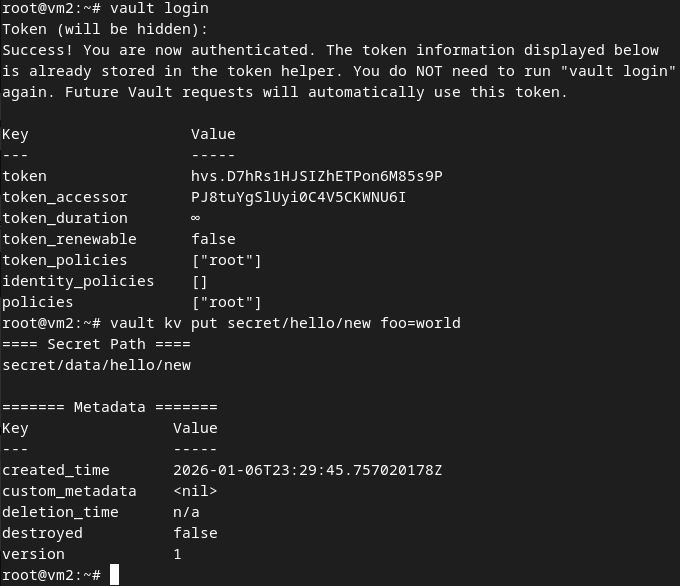 root@vm2:~# vault login
Token (will be hidden):
Success! You are now authenticated. The token information displayed below
is already stored in the token helper. You do NOT need to run "vault login"
again. Future Vault requests will automatically use this token.

Key                  Value
---                  -----
token                hvs.D7hRs1HJSIZhETPon6M85s9P
token_accessor       PJ8tuYgSlUyi0C4V5CKWNU6I
token_duration       ∞
token_renewable      false
token_policies       ["root"]
identity_policies    []
policies             ["root"]
root@vm2:~# vault kv put secret/hello/new foo=world
==== Secret Path ====
secret/data/hello/new

======= Metadata =======
Key                Value
---                -----
created_time       2026-01-06T23:29:45.757020178Z
custom_metadata    <nil>
deletion_time      n/a
destroyed          false
version            1
root@vm2:~#